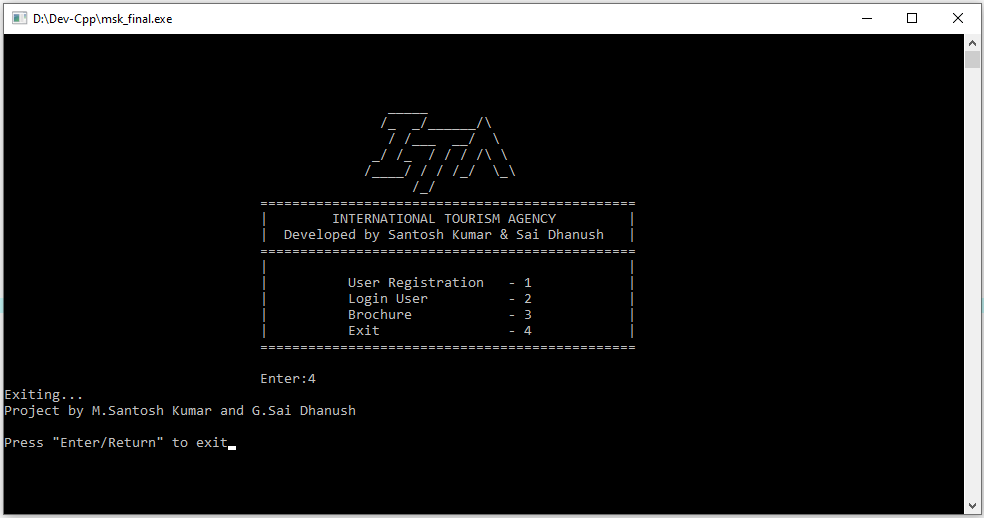 D:\Dev-Cpp\msk_final.exe
   _____
  /_  _/______/\
   / /___  __/  \
 _/ /_  / / / /\ \
/____/ / / /_/  \_\
      /_/
===============================================
|        INTERNATIONAL TOURISM AGENCY         |
|  Developed by Santosh Kumar & Sai Dhanush   |
===============================================
|                                             |
|          User Registration   - 1            |
|          Login User          - 2            |
|          Brochure            - 3            |
|          Exit                - 4            |
===============================================
Enter:4
Exiting...
Project by M.Santosh Kumar and G.Sai Dhanush
Press "Enter/Return" to exit